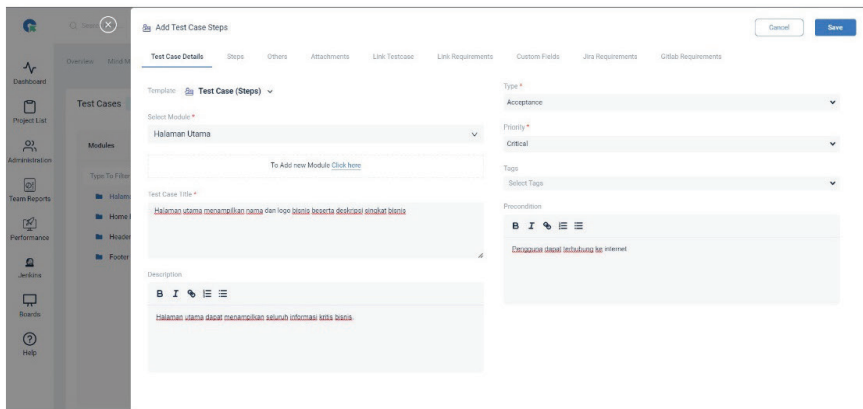 Add Test Case Steps
Cancel
Save
Test Case Details Steps Others Attachments Link Testcase Link Requirements Custom Fields Jira Requirements Gitlab Requirements
Overview Mind M
Dashboard
Project List
Administration
Team Reports
Performance
Jenkins
Boards
Help
Test Cases
Modules
Type To Filter
Halam
Home
Header
Footer
Template Test Case (Steps)
Select Module *
Halaman Utama
To Add new Module Click here
Test Case Title *
Halaman utama menampilkan nama dan logo bisnis beserta deskripsi singkat bisnis
Description
B I
Halaman utama dapat menampilkan seluruh informasi kritis bisnis.
Type *
Acceptance
Priority *
Critical
Tags
Select Tags
Precondition
B I
Pengguna dapat terhubung ke internet